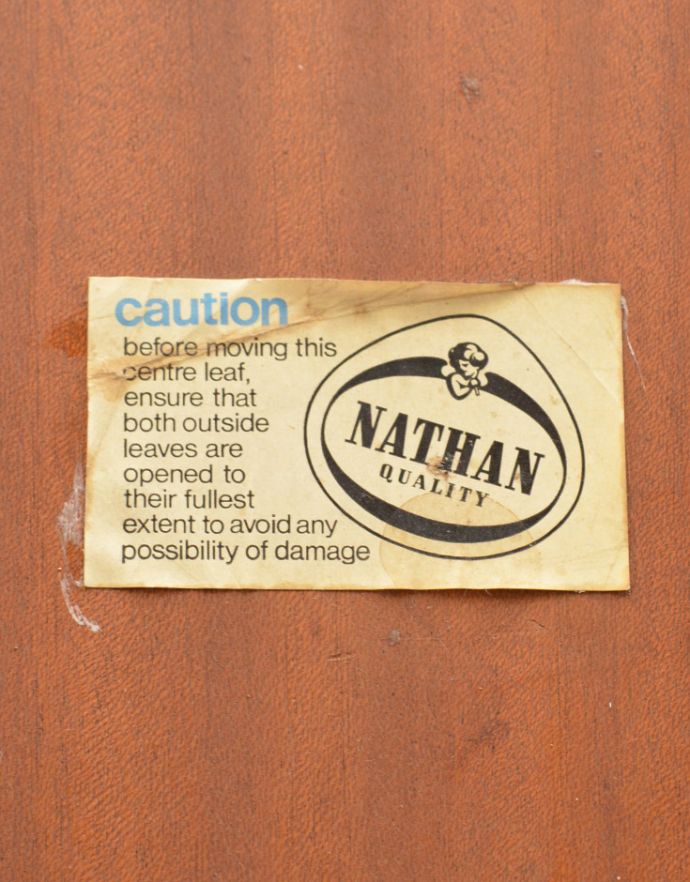 caution
before moving this
centre leaf,
ensure that
both outside
leaves are
opened to
their fullest
extent to avoid any
possibility of damage
NATHAN
QUALITY